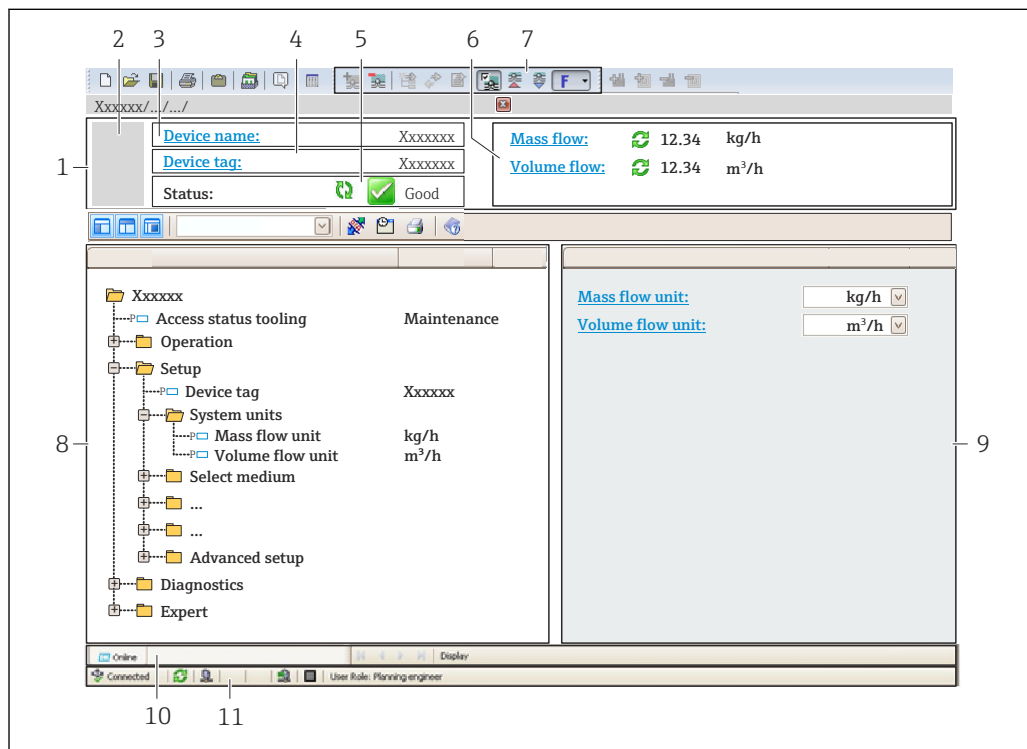 2 3 4 5 6 7
F
Xxxxxx/.../.../
1
Device name: Xxxxxxx
Device tag: Xxxxxxx
Status: Good
Mass flow: 12.34 kg/h
Volume flow: 12.34 m³/h
Xxxxxx
P Access status tooling Maintenance
Operation
Setup
P Device tag Xxxxxx
System units
P Mass flow unit kg/h
P Volume flow unit m³/h
Select medium
...
...
Advanced setup
Diagnostics
Expert
8
Mass flow unit: kg/h
Volume flow unit: m³/h
9
Online Display
Connected User Role: Planning engineer
10 11